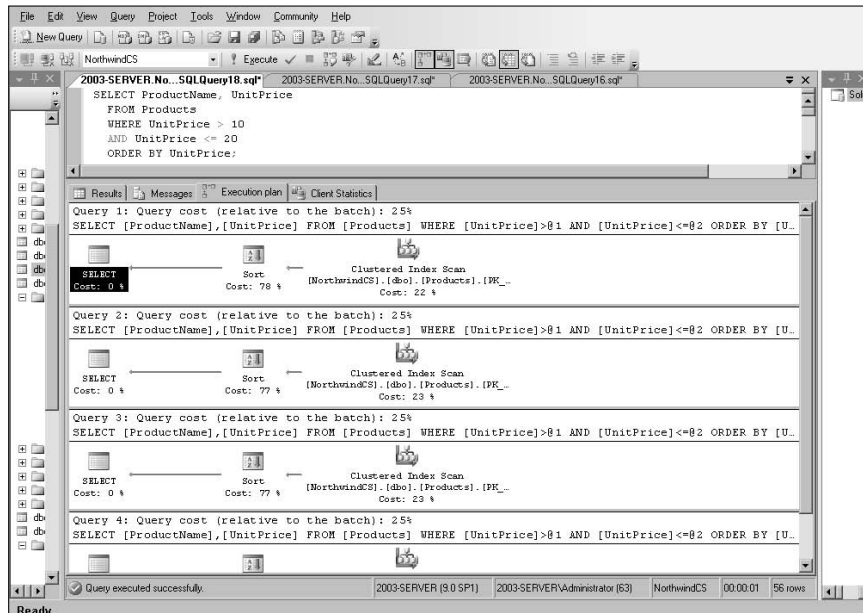 File Edit View Query Project Tools Window Community Help
New Query
NorthwindCS Execute
2003-SERVER.No...SQLQuery18.sql* 2003-SERVER.No...SQLQuery17.sql* 2003-SERVER.No...SQLQuery16.sql*
SELECT ProductName, UnitPrice
FROM Products
WHERE UnitPrice > 10
AND UnitPrice <= 20
ORDER BY UnitPrice;
Sol
db
db
db
db
Results Messages Execution plan Client Statistics
Query 1: Query cost (relative to the batch): 25%
SELECT [ProductName],[UnitPrice] FROM [Products] WHERE [UnitPrice]>@1 AND [UnitPrice]<=@2 ORDER BY [U...
SELECT
Cost: 0 %
Sort
Cost: 78 %
Clustered Index Scan
[NorthwindCS].[dbo].[Products].[PK_...
Cost: 22 %
Query 2: Query cost (relative to the batch): 25%
SELECT [ProductName],[UnitPrice] FROM [Products] WHERE [UnitPrice]>@1 AND [UnitPrice]<=@2 ORDER BY [U...
SELECT
Cost: 0 %
Sort
Cost: 77 %
Clustered Index Scan
[NorthwindCS].[dbo].[Products].[PK_...
Cost: 23 %
Query 3: Query cost (relative to the batch): 25%
SELECT [ProductName],[UnitPrice] FROM [Products] WHERE [UnitPrice]>@1 AND [UnitPrice]<=@2 ORDER BY [U...
SELECT
Cost: 0 %
Sort
Cost: 77 %
Clustered Index Scan
[NorthwindCS].[dbo].[Products].[PK_...
Cost: 23 %
Query 4: Query cost (relative to the batch): 25%
SELECT [ProductName],[UnitPrice] FROM [Products] WHERE [UnitPrice]>@1 AND [UnitPrice]<=@2 ORDER BY [U...
db
db
Query executed successfully. 2003-SERVER (9.0 SP1) 2003-SERVER\Administrator (63) NorthwindCS 00:00:01 56 rows
Ready